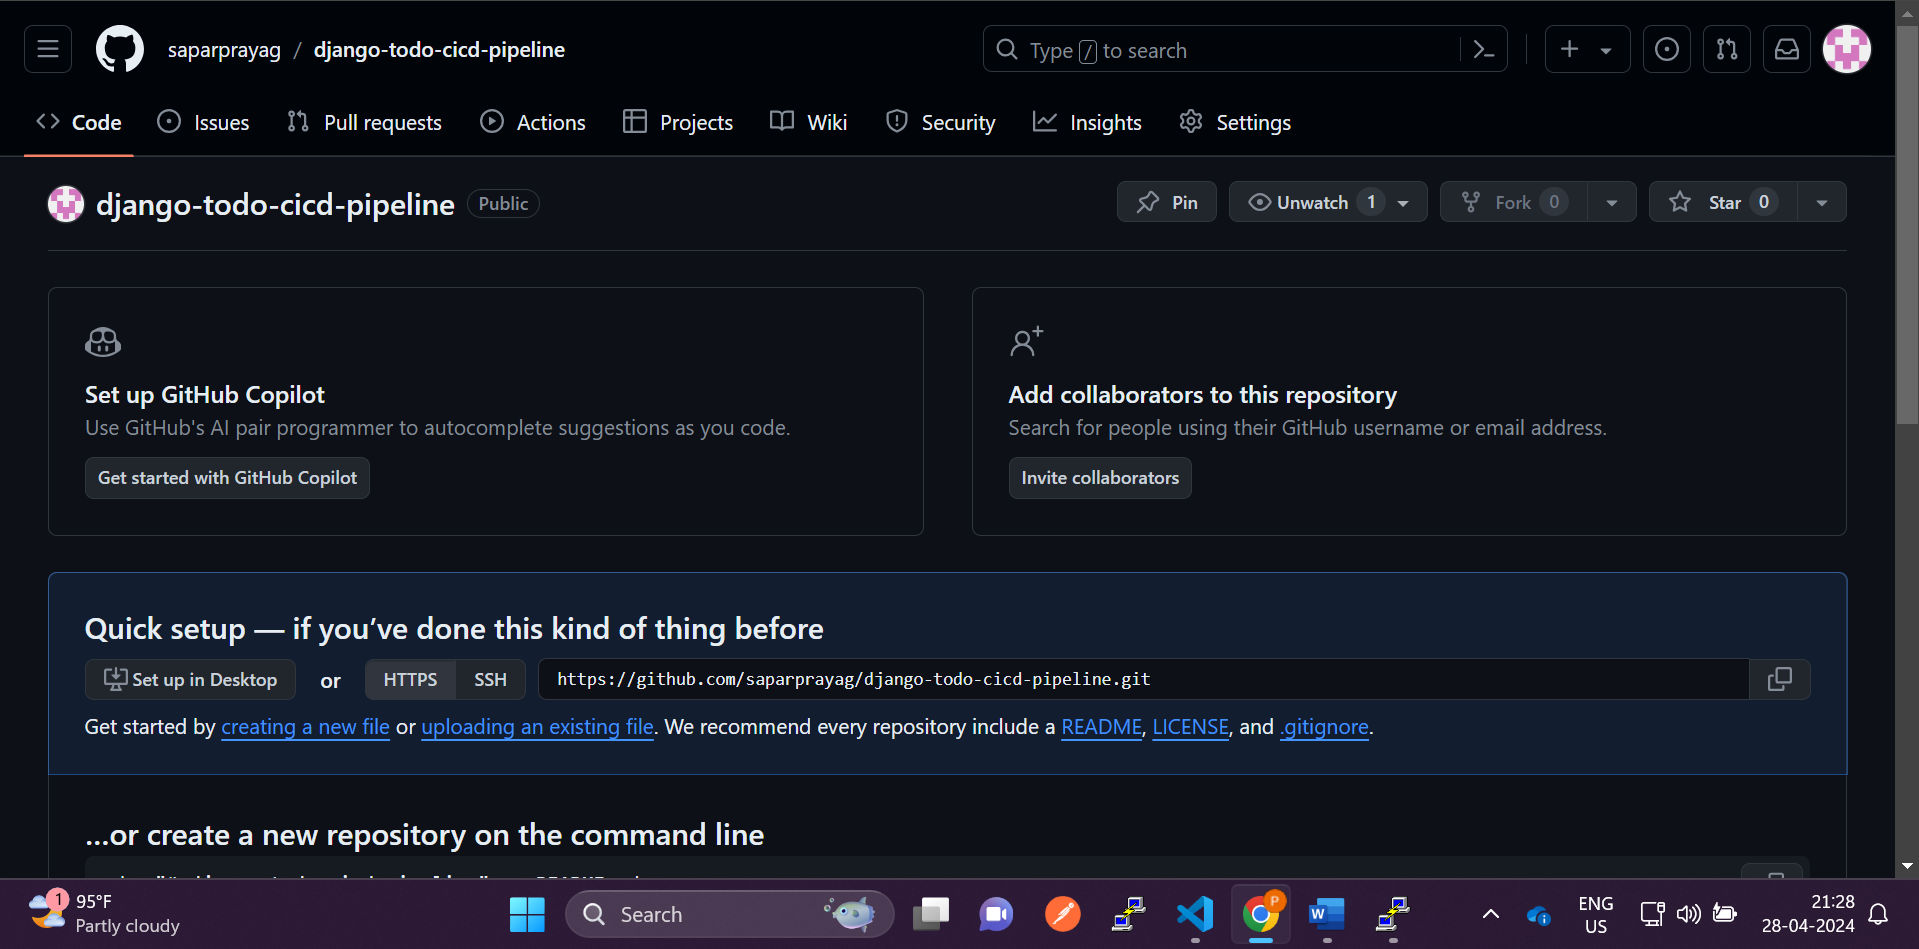 saparprayag / django-todo-cicd-pipeline
Type / to search
Code Issues Pull requests Actions Projects Wiki Security Insights Settings
django-todo-cicd-pipeline Public
Pin Unwatch 1 Fork 0 Star 0
Set up GitHub Copilot
Use GitHub's AI pair programmer to autocomplete suggestions as you code.
Get started with GitHub Copilot
Add collaborators to this repository
Search for people using their GitHub username or email address.
Invite collaborators
Quick setup — if you’ve done this kind of thing before
Set up in Desktop or HTTPS SSH https://github.com/saparprayag/django-todo-cicd-pipeline.git
Get started by creating a new file or uploading an existing file. We recommend every repository include a README, LICENSE, and .gitignore.
…or create a new repository on the command line
1 95°F
Partly cloudy
Search
P
W
ENG
US
21:28
28-04-2024